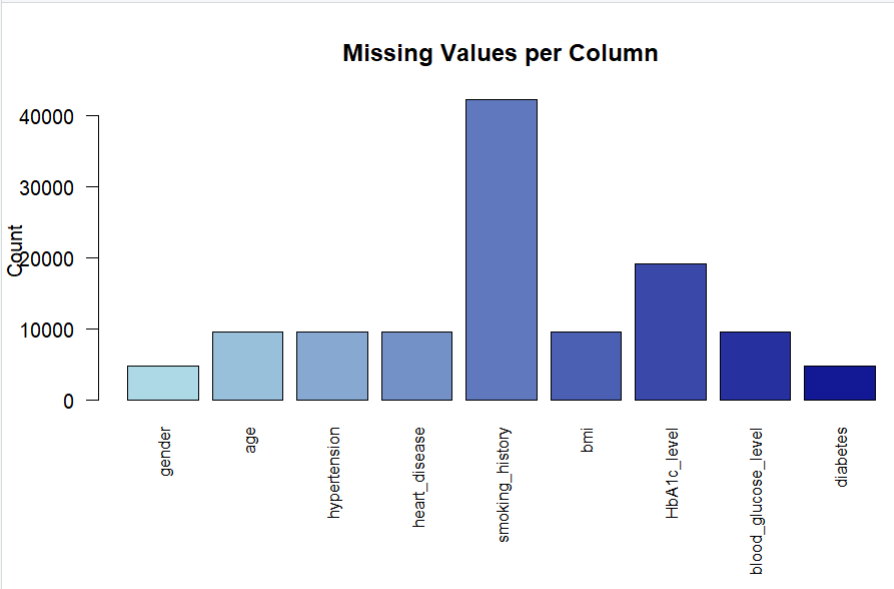 Missing Values per Column
Count
40000
30000
20000
10000
0
gender
age
hypertension
heart_disease
smoking_history
bmi
HbA1c_level
blood_glucose_level
diabetes